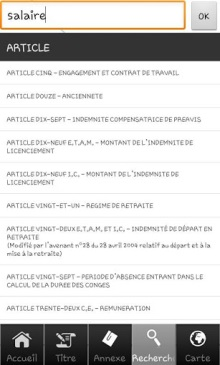 salaire
OK
ARTICLE
ARTICLE CINQ - ENGAGEMENT ET CONTRAT DE TRAVAIL
ARTICLE DOUZE - ANCIENNETE
ARTICLE DIX-SEPT - INDEMNITE COMPENSATRICE DE PREAVIS
ARTICLE DIX-NEUF E.T.A.M. - MONTANT DE L'INDEMNITE DE
LICENCIEMENT
ARTICLE DIX-NEUF I.C. - MONTANT DE L'INDEMNITE DE
LICENCIEMENT
ARTICLE VINGT-ET-UN - REGIME DE RETRAITE
ARTICLE VINGT-DEUX E.T.A.M. ET I.C. - INDEMNITÉ DE DÉPART EN
RETRAITE
(Modifié par l'avenant n°28 du 28 avril 2004 relatif au départ et à la
mise à la retraite)
ARTICLE VINGT-SEPT - PERIODE D'ABSENCE ENTRANT DANS LE
CALCUL DE LA DUREE DES CONGES
ARTICLE TRENTE-DEUX C.E. - REMUNERATION
Accueil
Titre
Annexe
Recherch
Carte